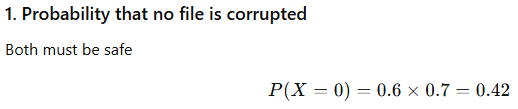 1. Probability that no file is corrupted
Both must be safe
P(X = 0) = 0.6 × 0.7 = 0.42